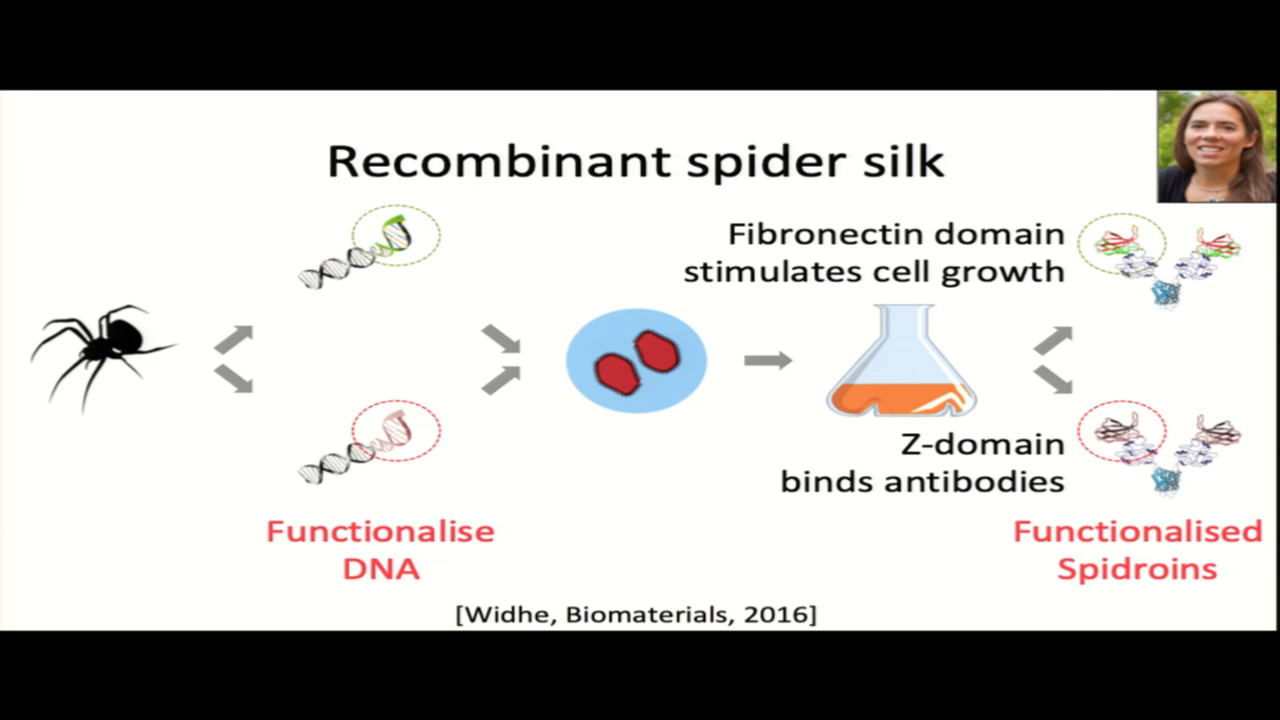 Recombinant spider silk
Fibronectin domain
stimulates cell growth
Z-domain
binds antibodies
Functionalise
DNA
Functionalised
Spidroins
[Widhe, Biomaterials, 2016]